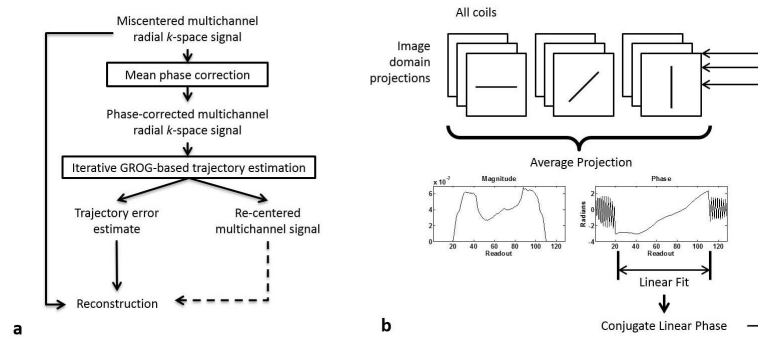 Miscentered multichannel
radial k-space signal
Mean phase correction
Phase-corrected multichannel
radial k-space signal
Iterative GROG-based trajectory estimation
Trajectory error
estimate
Re-centered
multichannel signal
Reconstruction
a
All coils
Image
domain
projections
Average Projection
x 10⁻²
Magnitude
6
4
2
0
0 20 40 60 80 100 120
Readout
Phase
Radians
4
2
0
-2
-4
20 40 60 80 100 120
Readout
Linear Fit
Conjugate Linear Phase
b